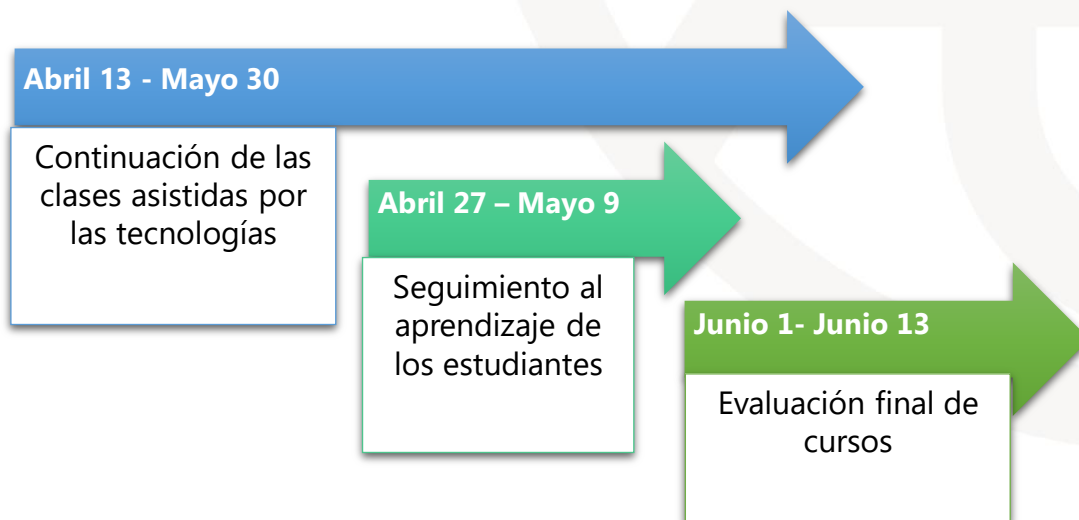 Abril 13 - Mayo 30
Continuación de las
clases asistidas por
las tecnologías
Abril 27 – Mayo 9
Seguimiento al
aprendizaje de
los estudiantes
Junio 1- Junio 13
Evaluación final de
cursos